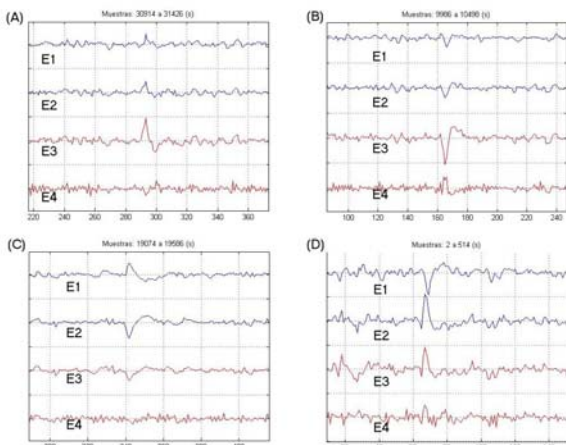 (A)
Muestras: 30914 a 31426 (s)
E1
E2
E3
E4
220 240 260 280 300 320 340 360
(B)
Muestras: 9986 a 10498 (s)
E1
E2
E3
E4
100 120 140 160 180 200 220 240
(C)
Muestras: 19074 a 19586 (s)
E1
E2
E3
E4
(D)
Muestras: 2 a 514 (s)
E1
E2
E3
E4